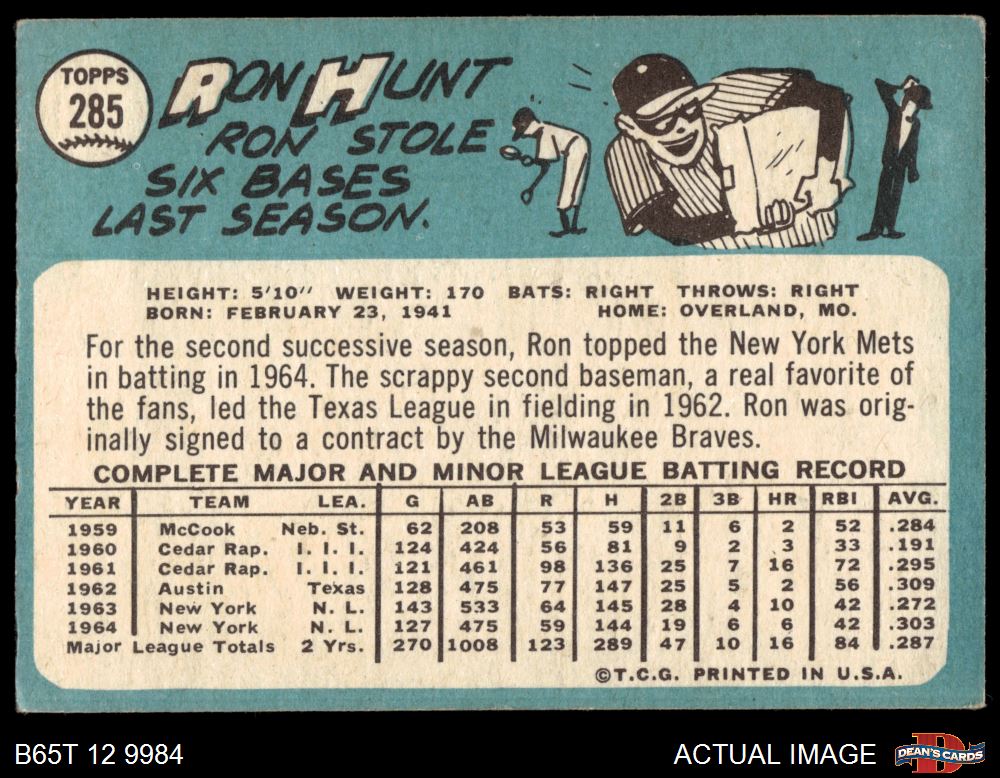 TOPPS
285
RON HUNT
RON STOLE
SIX BASES
LAST SEASON.
HEIGHT: 5'10" WEIGHT: 170 BATS: RIGHT THROWS: RIGHT
BORN: FEBRUARY 23, 1941 HOME: OVERLAND, MO.
For the second successive season, Ron topped the New York Mets
in batting in 1964. The scrappy second baseman, a real favorite of
the fans, led the Texas League in fielding in 1962. Ron was orig-
inally signed to a contract by the Milwaukee Braves.
COMPLETE MAJOR AND MINOR LEAGUE BATTING RECORD
YEAR TEAM LEA. G AB R H 2B 3B HR RBI AVG.
1959 McCook Neb. St. 62 208 53 59 11 6 2 52 .284
1960 Cedar Rap. I. I. I. 124 424 56 81 9 2 3 33 .191
1961 Cedar Rap. I. I. I. 121 461 98 136 25 7 16 72 .295
1962 Austin Texas 128 475 77 147 25 5 2 56 .309
1963 New York N. L. 143 533 64 145 28 4 10 42 .272
1964 New York N. L. 127 475 59 144 19 6 6 42 .303
Major League Totals 2 Yrs. 270 1008 123 289 47 10 16 84 .287
©T.C.G. PRINTED IN U.S.A.
B65T 12 9984 ACTUAL IMAGE
DEAN'S CARDS